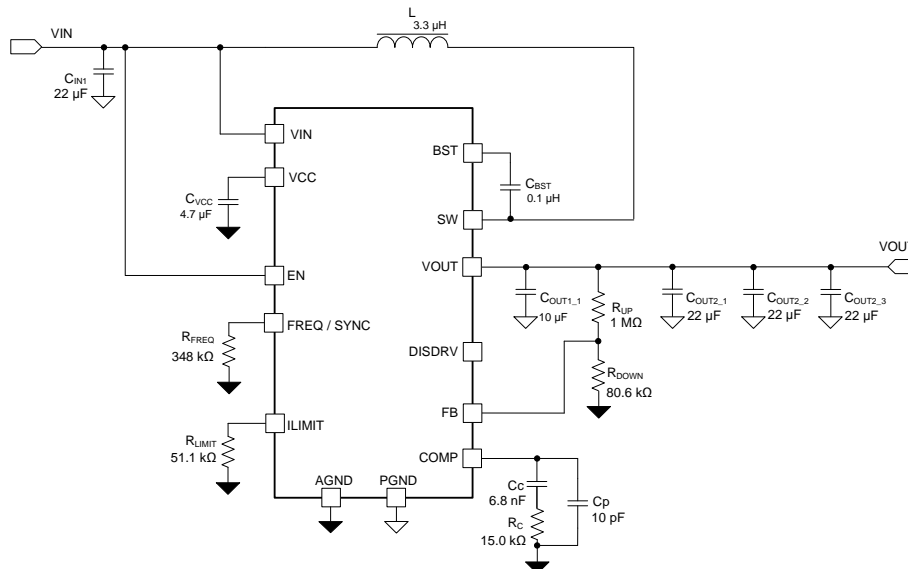 L
3.3 µH
VIN
CIN1
22 µF
VIN
VCC
CVCC
4.7 µF
EN
FREQ / SYNC
RFREQ
348 kΩ
ILIMIT
RLIMIT
51.1 kΩ
AGND
PGND
BST
CBST
0.1 µH
SW
VOUT
VOUT
COUT1_1
10 µF
RUP
1 MΩ
COUT2_1
22 µF
COUT2_2
22 µF
COUT2_3
22 µF
DISDRV
RDOWN
80.6 kΩ
FB
COMP
Cc
6.8 nF
RC
15.0 kΩ
Cp
10 pF